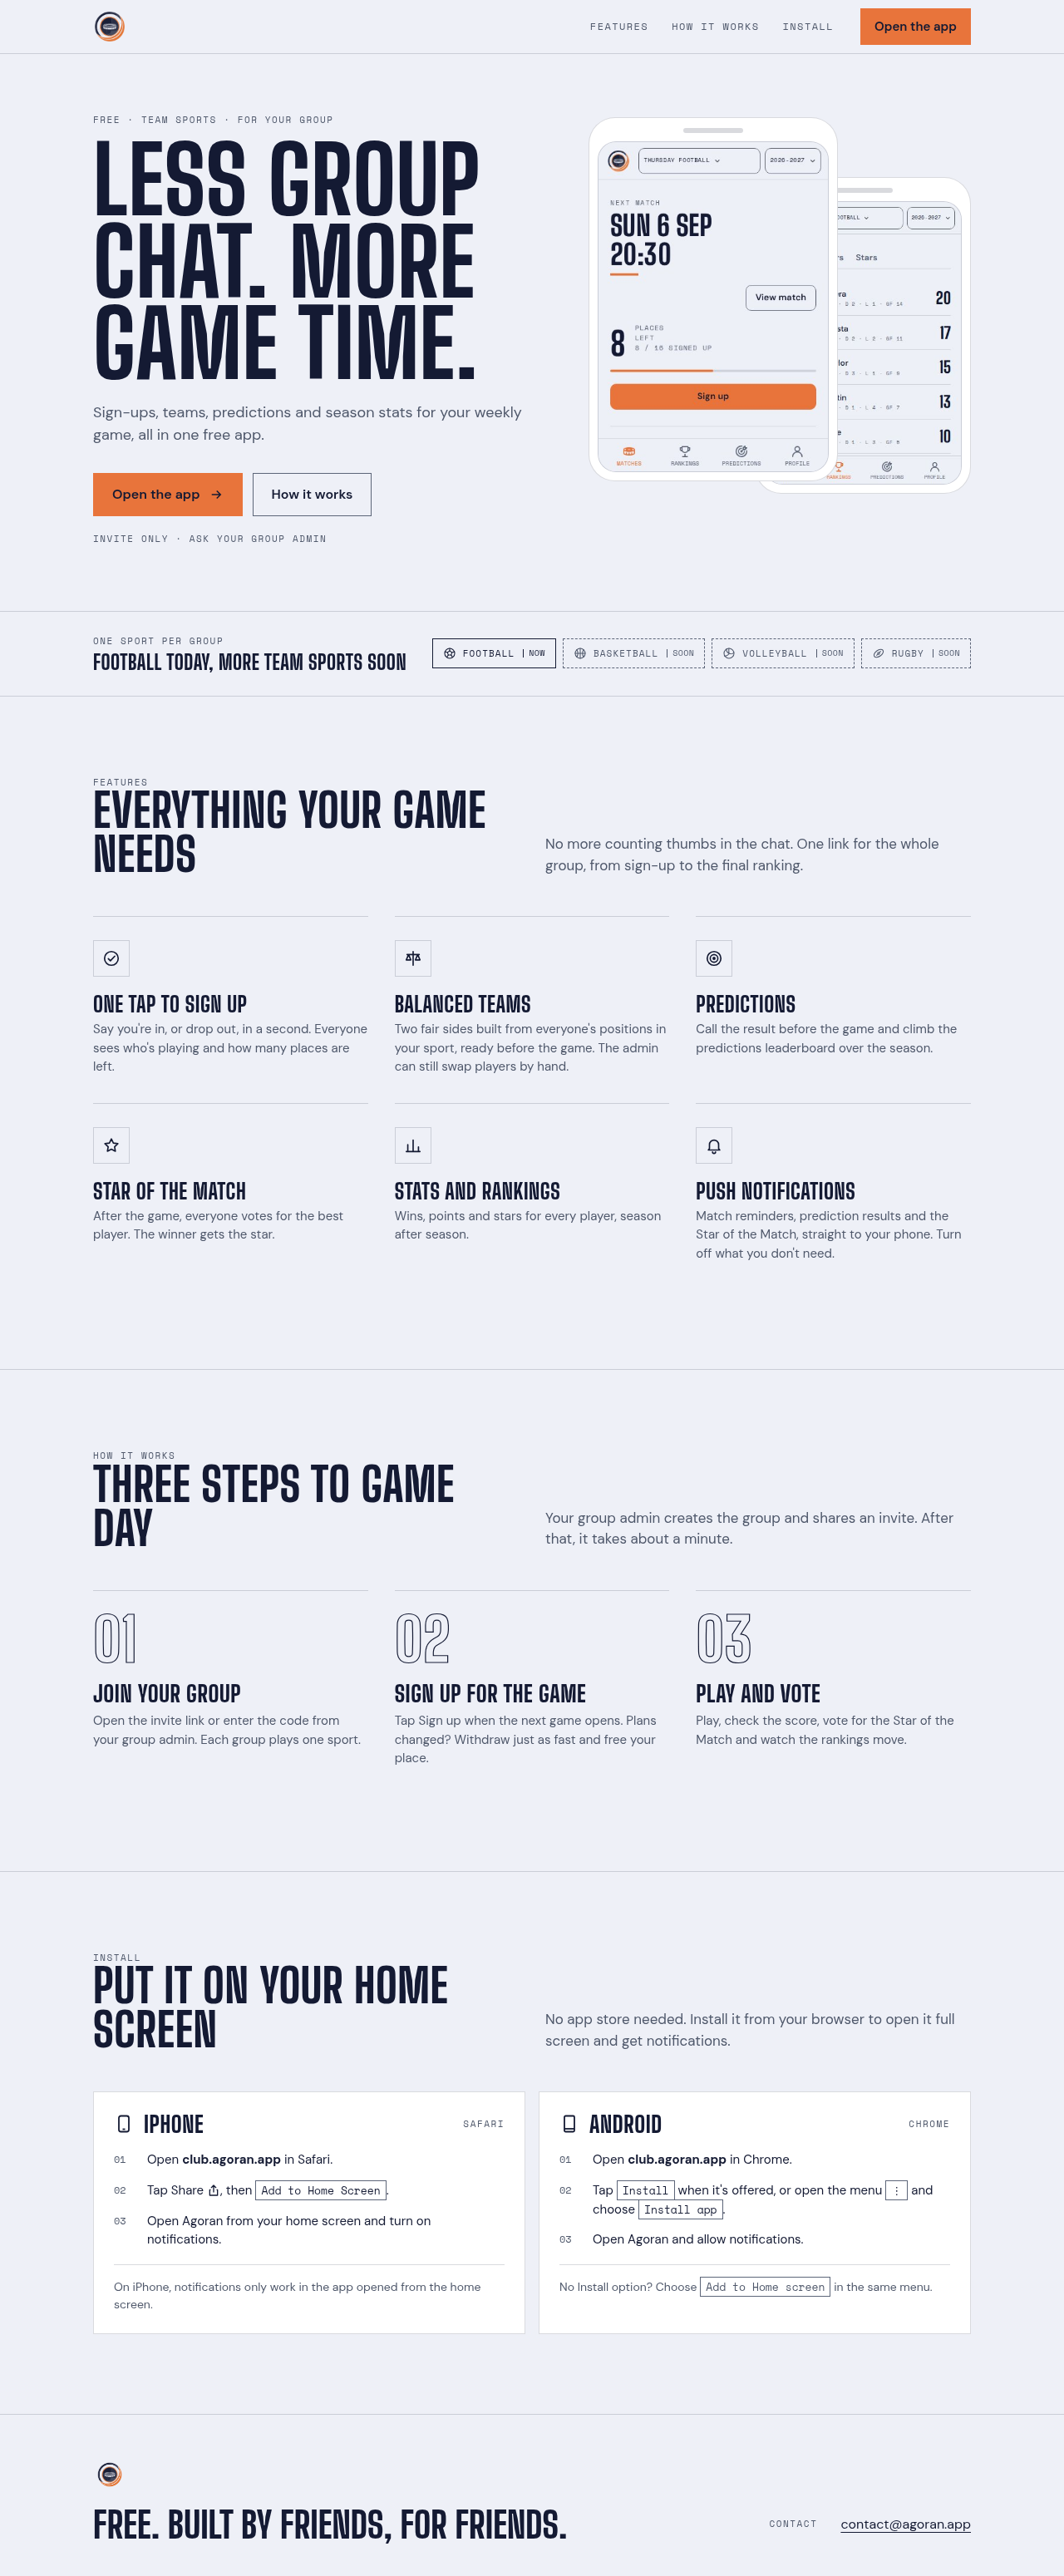 FEATURES
HOW IT WORKS
INSTALL
Open the app
FREE · TEAM SPORTS · FOR YOUR GROUP
LESS GROUP
CHAT. MORE
GAME TIME.
Sign-ups, teams, predictions and season stats for your weekly
game, all in one free app.
Open the app →
How it works
INVITE ONLY · ASK YOUR GROUP ADMIN
THURSDAY FOOTBALL
2026-2027
NEXT MATCH
SUN 6 SEP
20:30
View match
8
PLACES
LEFT
8 / 16 SIGNED UP
Sign up
MATCHES
RANKINGS
PREDICTIONS
PROFILE
2026-2027
Stars
20
17
15
13
10
RANKINGS
PREDICTIONS
PROFILE
ONE SPORT PER GROUP
FOOTBALL TODAY, MORE TEAM SPORTS SOON
FOOTBALL | NOW
BASKETBALL | SOON
VOLLEYBALL | SOON
RUGBY | SOON
FEATURES
EVERYTHING YOUR GAME
NEEDS
No more counting thumbs in the chat. One link for the whole
group, from sign-up to the final ranking.
ONE TAP TO SIGN UP
Say you're in, or drop out, in a second. Everyone
sees who's playing and how many places are
left.
BALANCED TEAMS
Two fair sides built from everyone's positions in
your sport, ready before the game. The admin
can still swap players by hand.
PREDICTIONS
Call the result before the game and climb the
predictions leaderboard over the season.
STAR OF THE MATCH
After the game, everyone votes for the best
player. The winner gets the star.
STATS AND RANKINGS
Wins, points and stars for every player, season
after season.
PUSH NOTIFICATIONS
Match reminders, prediction results and the
Star of the Match, straight to your phone. Turn
off what you don't need.
HOW IT WORKS
THREE STEPS TO GAME
DAY
Your group admin creates the group and shares an invite. After
that, it takes about a minute.
01
JOIN YOUR GROUP
Open the invite link or enter the code from
your group admin. Each group plays one sport.
02
SIGN UP FOR THE GAME
Tap Sign up when the next game opens. Plans
changed? Withdraw just as fast and free your
place.
03
PLAY AND VOTE
Play, check the score, vote for the Star of the
Match and watch the rankings move.
INSTALL
PUT IT ON YOUR HOME
SCREEN
No app store needed. Install it from your browser to open it full
screen and get notifications.
IPHONE
SAFARI
01 Open club.agoran.app in Safari.
02 Tap Share , then Add to Home Screen .
03 Open Agoran from your home screen and turn on
notifications.
On iPhone, notifications only work in the app opened from the home
screen.
ANDROID
CHROME
01 Open club.agoran.app in Chrome.
02 Tap Install when it's offered, or open the menu ⋮ and
choose Install app .
03 Open Agoran and allow notifications.
No Install option? Choose Add to Home screen in the same menu.
FREE. BUILT BY FRIENDS, FOR FRIENDS.
CONTACT
contact@agoran.app